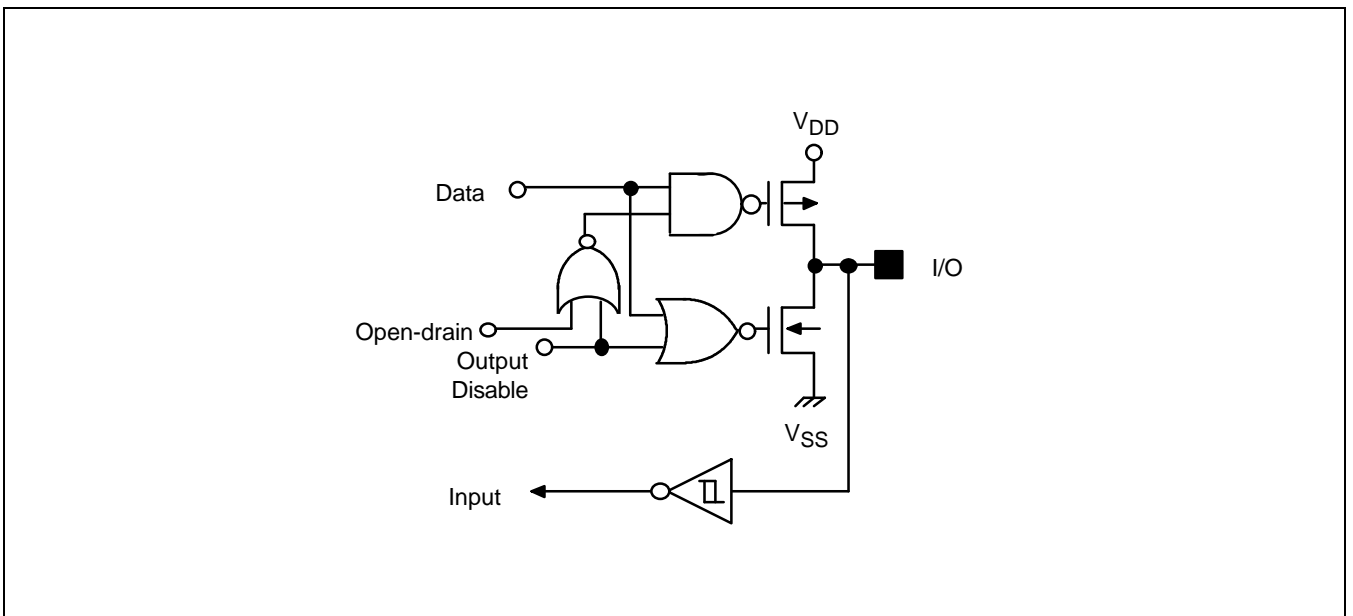 VDD
Data
I/O
Open-drain
Output
Disable
VSS
Input